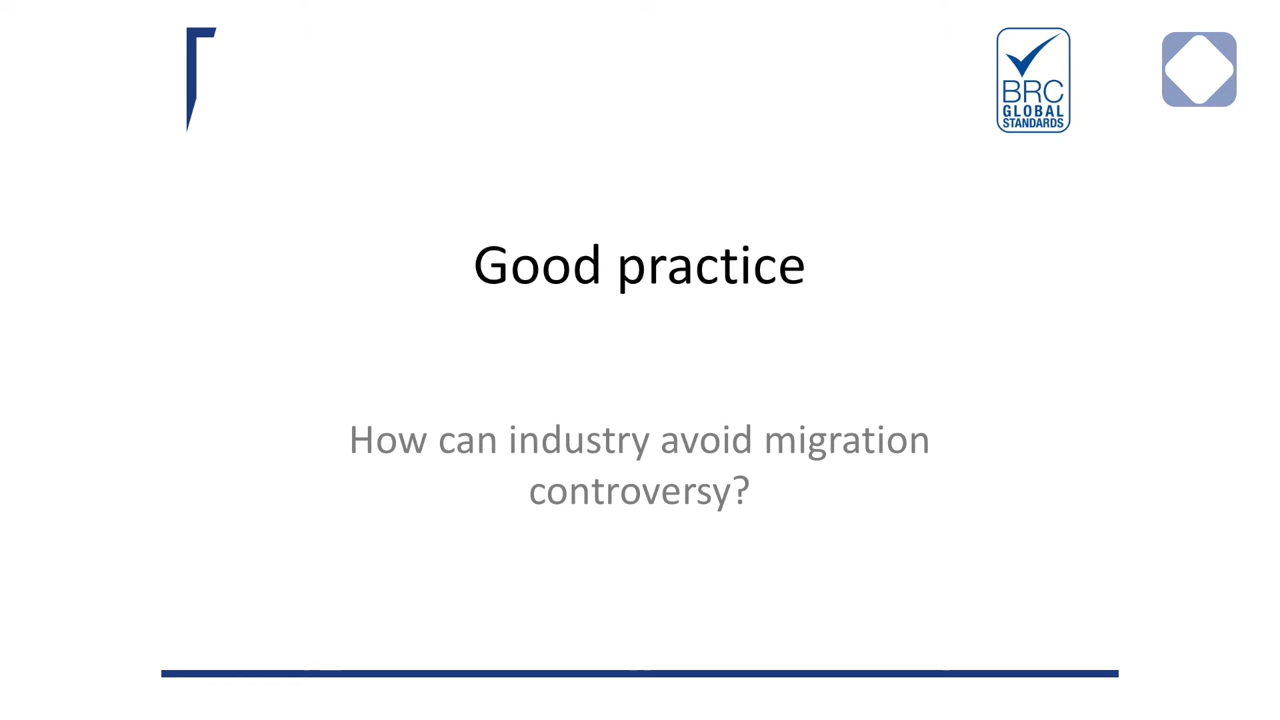 BRC
GLOBAL
STANDARDS
Good practice
How can industry avoid migration
controversy?